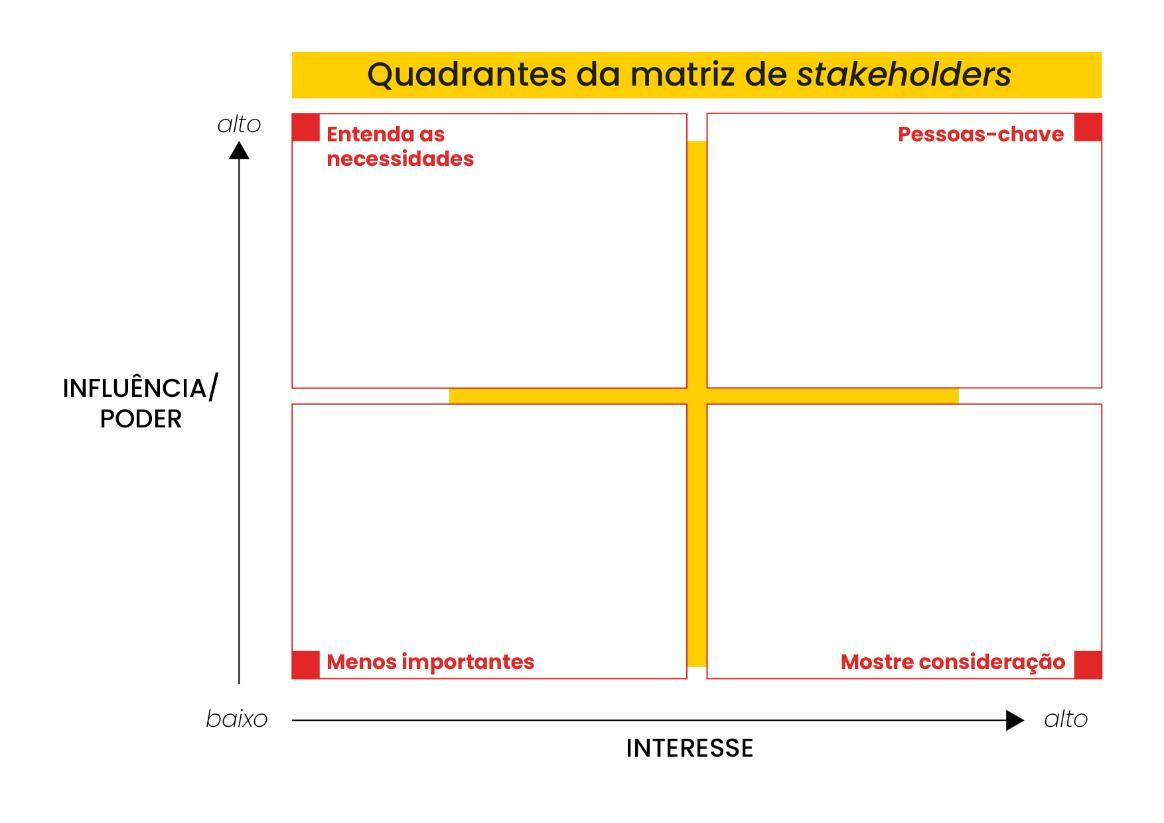 Quadrantes da matriz de stakeholders
alto
Entenda as
necessidades
Pessoas-chave
INFLUÊNCIA/
PODER
Menos importantes
Mostre consideração
baixo
alto
INTERESSE